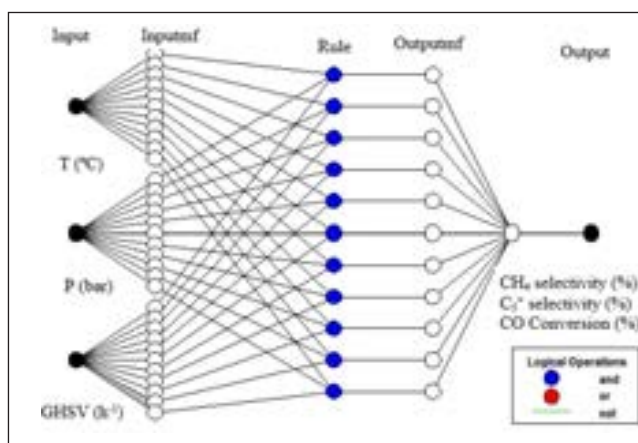 Input
Inputmf
Rule
Outputmf
Output
T (ºC)
P (bar)
GHSV (h⁻¹)
CH₄ selectivity (%)
C₅⁺ selectivity (%)
CO Conversion (%)
Logical Operations
and
or
not